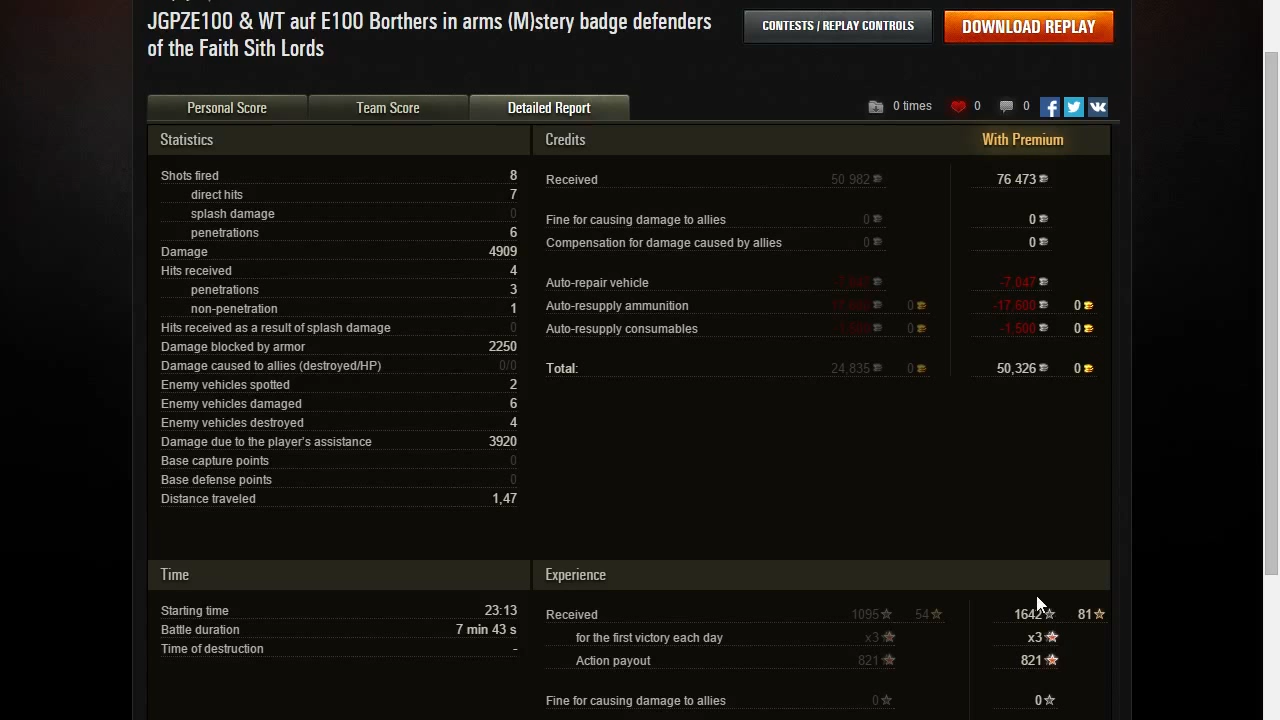 JGPZE100 & WT auf E100 Borthers in arms (M)stery badge defenders
of the Faith Sith Lords
CONTESTS / REPLAY CONTROLS
DOWNLOAD REPLAY
Personal Score
Team Score
Detailed Report
0 times
0
0
Statistics
Shots fired 8
direct hits 7
splash damage 0
penetrations 6
Damage 4909
Hits received 4
penetrations 3
non-penetration 1
Hits received as a result of splash damage 0
Damage blocked by armor 2250
Damage caused to allies (destroyed/HP) 0/0
Enemy vehicles spotted 2
Enemy vehicles damaged 6
Enemy vehicles destroyed 4
Damage due to the player's assistance 3920
Base capture points 0
Base defense points 0
Distance traveled 1,47
Credits With Premium
Received 50 982 76 473
Fine for causing damage to allies 0 0
Compensation for damage caused by allies 0 0
Auto-repair vehicle -7,047
Auto-resupply ammunition 0 -17,600 0
Auto-resupply consumables 0 -1,500 0
Total: 24,835 0 50,326 0
Time
Starting time 23:13
Battle duration 7 min 43 s
Time of destruction -
Experience
Received 1095 54 1642 81
for the first victory each day x3 x3
Action payout 821 821
Fine for causing damage to allies 0 0